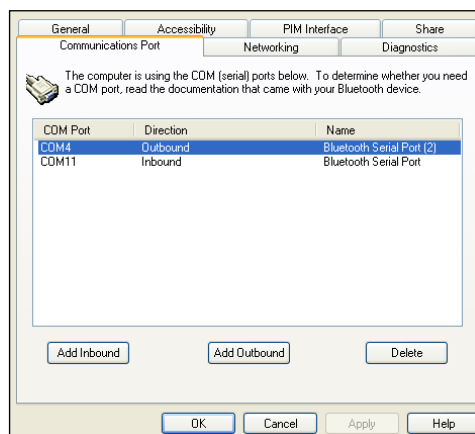 General Accessibility PIM Interface Share
Communications Port Networking Diagnostics
The computer is using the COM (serial) ports below. To determine whether you need
a COM port, read the documentation that came with your Bluetooth device.
COM Port Direction Name
COM4 Outbound Bluetooth Serial Port (2)
COM11 Inbound Bluetooth Serial Port
Add Inbound Add Outbound Delete
OK Cancel Apply Help